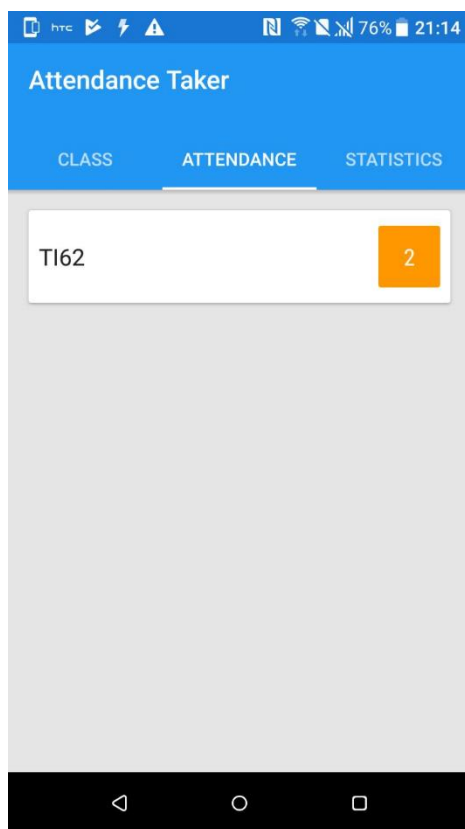 htc 76% 21:14
Attendance Taker
CLASS ATTENDANCE STATISTICS
TI62 2